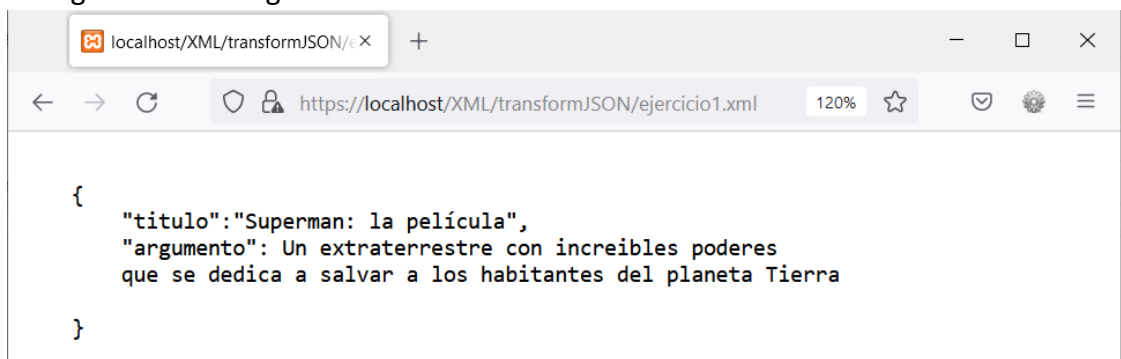 localhost/XML/transformJSON/e
https://localhost/XML/transformJSON/ejercicio1.xml 120%
{
"titulo":"Superman: la película",
"argumento": Un extraterrestre con increibles poderes
que se dedica a salvar a los habitantes del planeta Tierra
}